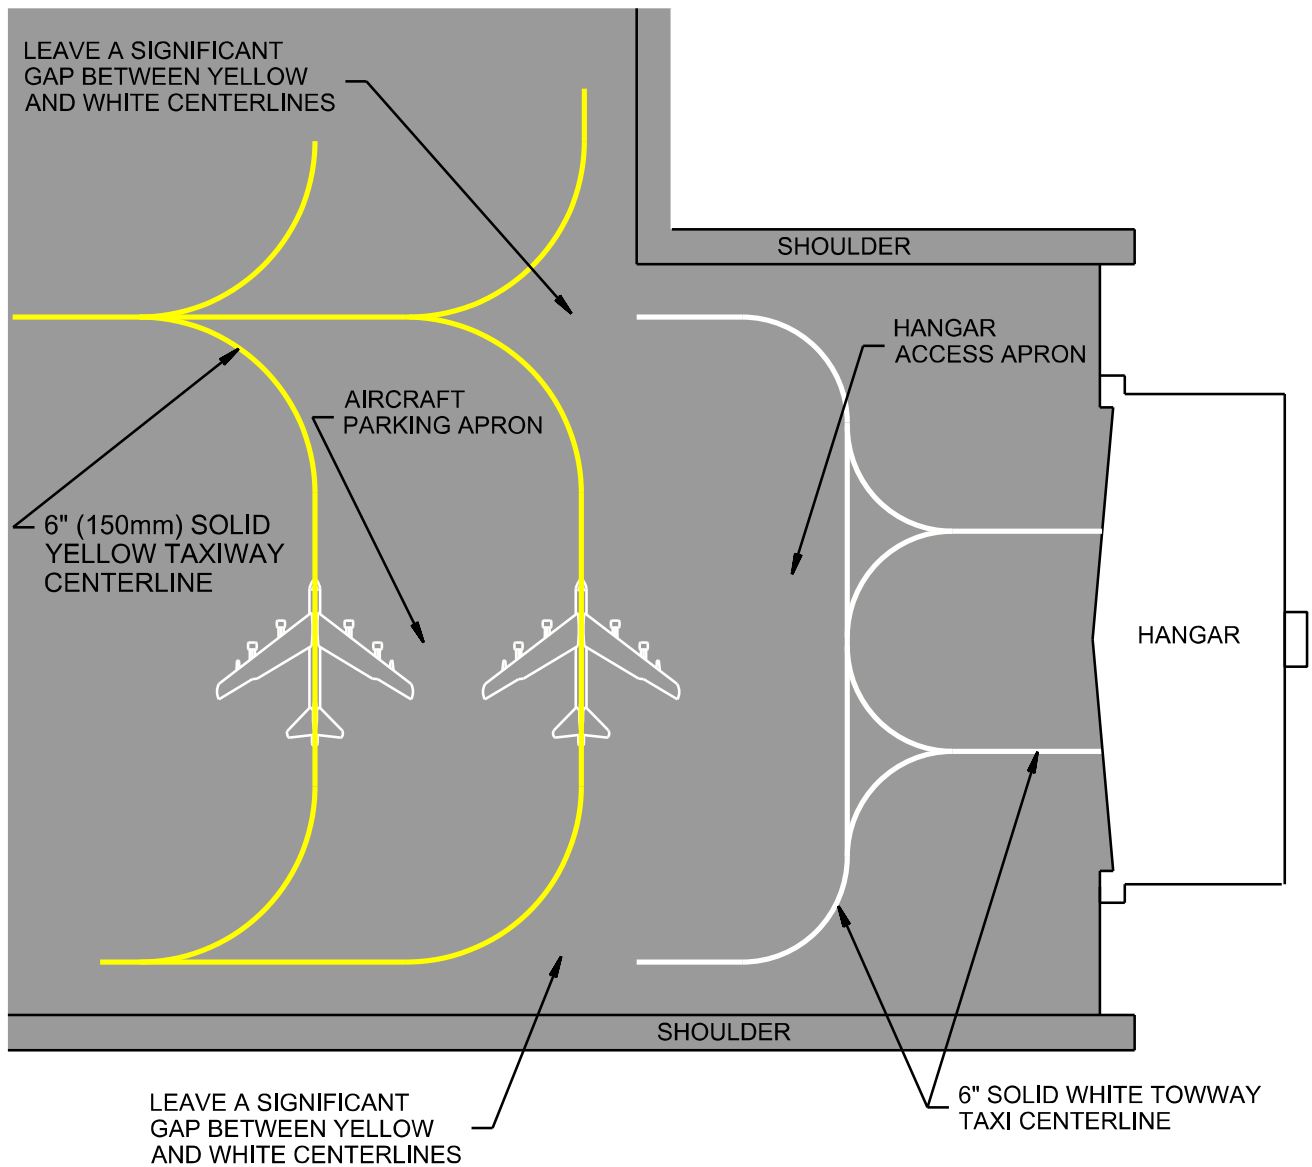 LEAVE A SIGNIFICANT
GAP BETWEEN YELLOW
AND WHITE CENTERLINES
SHOULDER
HANGAR
ACCESS APRON
AIRCRAFT
PARKING APRON
6" (150mm) SOLID
YELLOW TAXIWAY
CENTERLINE
HANGAR
SHOULDER
LEAVE A SIGNIFICANT
GAP BETWEEN YELLOW
AND WHITE CENTERLINES
6" SOLID WHITE TOWWAY
TAXI CENTERLINE